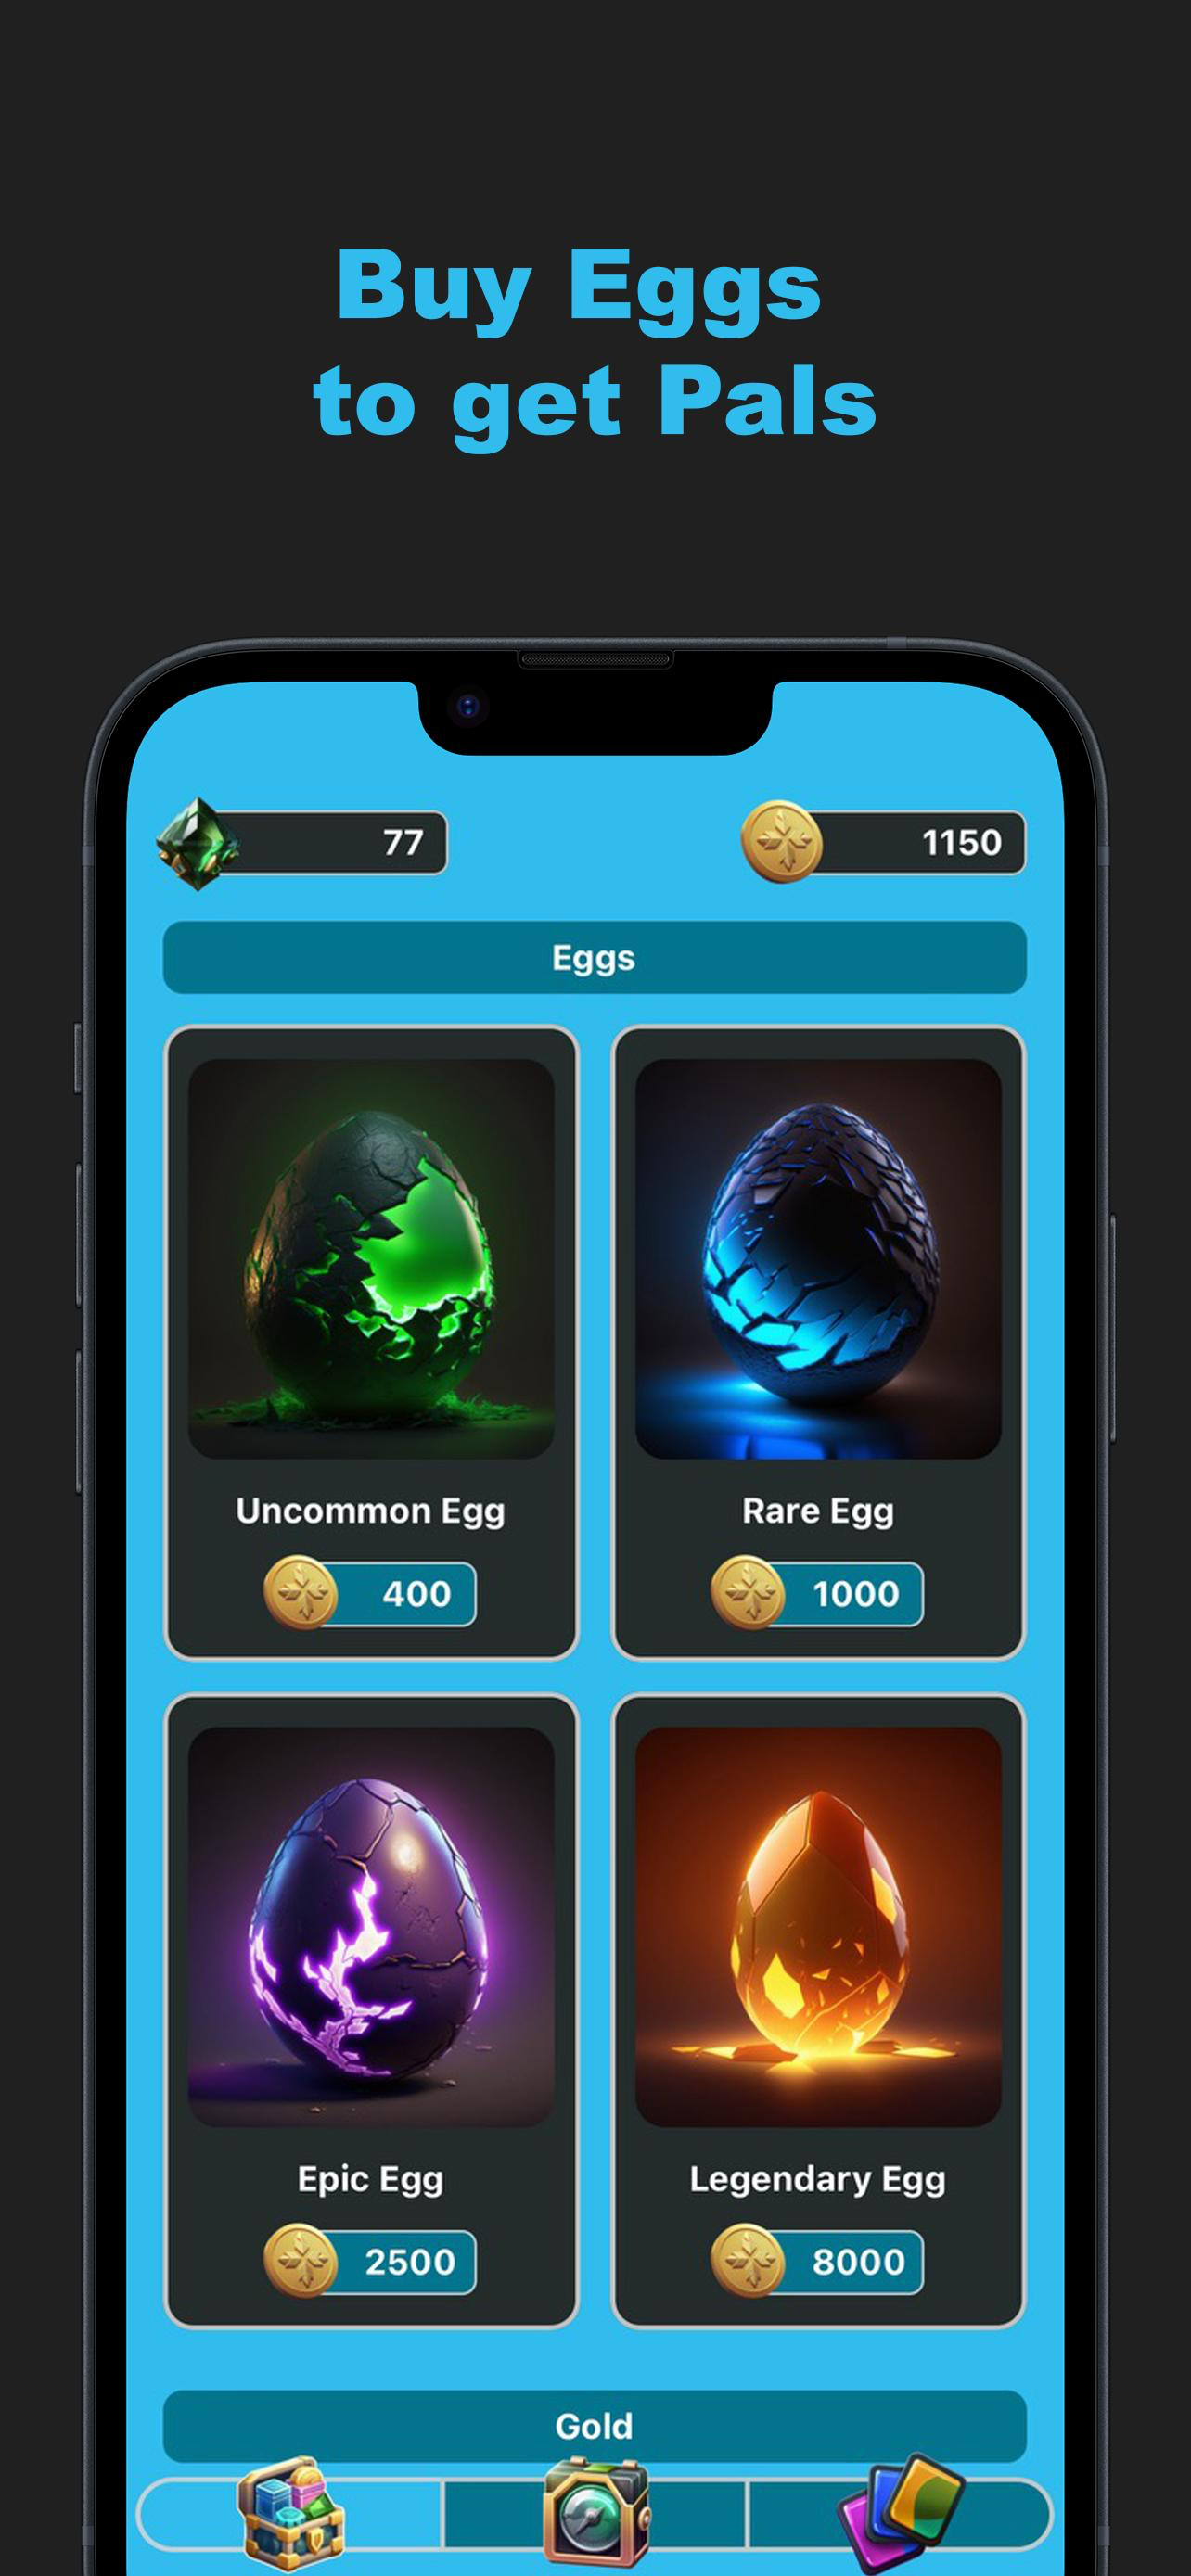 Buy Eggs
to get Pals
77
1150
Eggs
Uncommon Egg
Rare Egg
400
1000
Epic Egg
Legendary Egg
2500
8000
Gold